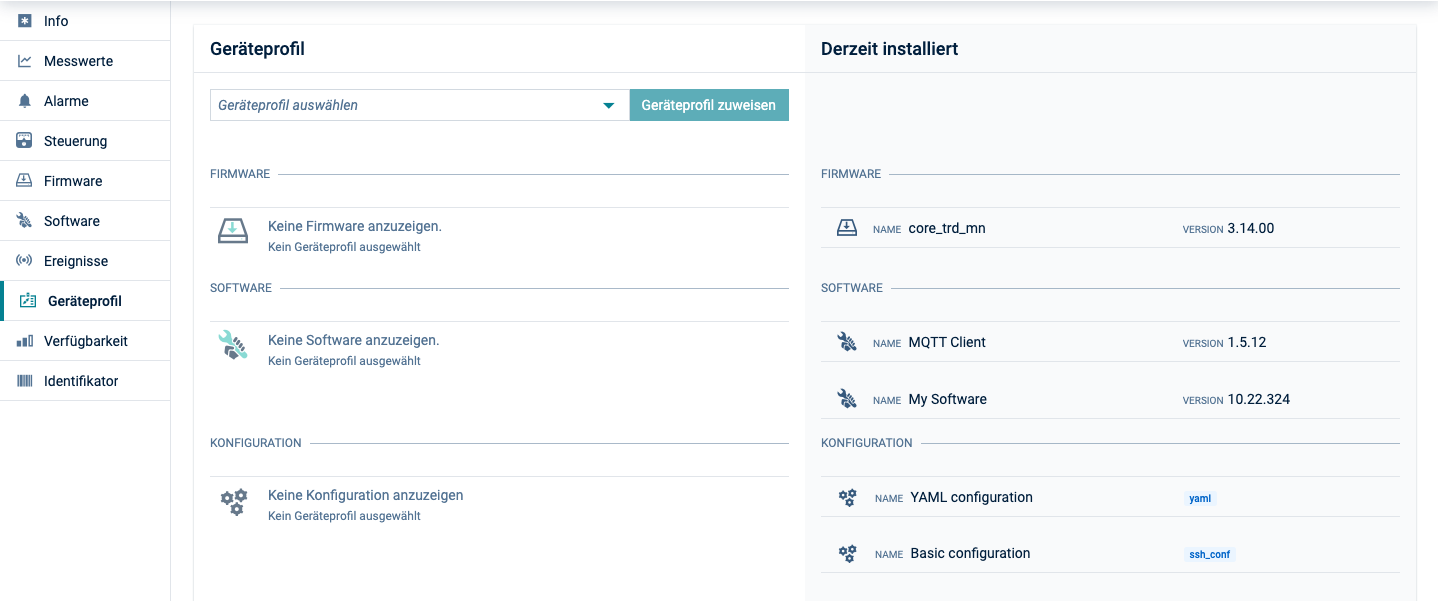 Info
Messwerte
Alarme
Steuerung
Firmware
Software
Ereignisse
Geräteprofil
Verfügbarkeit
Identifikator
Geräteprofil
Geräteprofil auswählen
Geräteprofil zuweisen
FIRMWARE
Keine Firmware anzuzeigen.
Kein Geräteprofil ausgewählt
SOFTWARE
Keine Software anzuzeigen.
Kein Geräteprofil ausgewählt
KONFIGURATION
Keine Konfiguration anzuzeigen
Kein Geräteprofil ausgewählt
Derzeit installiert
FIRMWARE
NAME core_trd_mn VERSION 3.14.00
SOFTWARE
NAME MQTT Client VERSION 1.5.12
NAME My Software VERSION 10.22.324
KONFIGURATION
NAME YAML configuration yaml
NAME Basic configuration ssh_conf